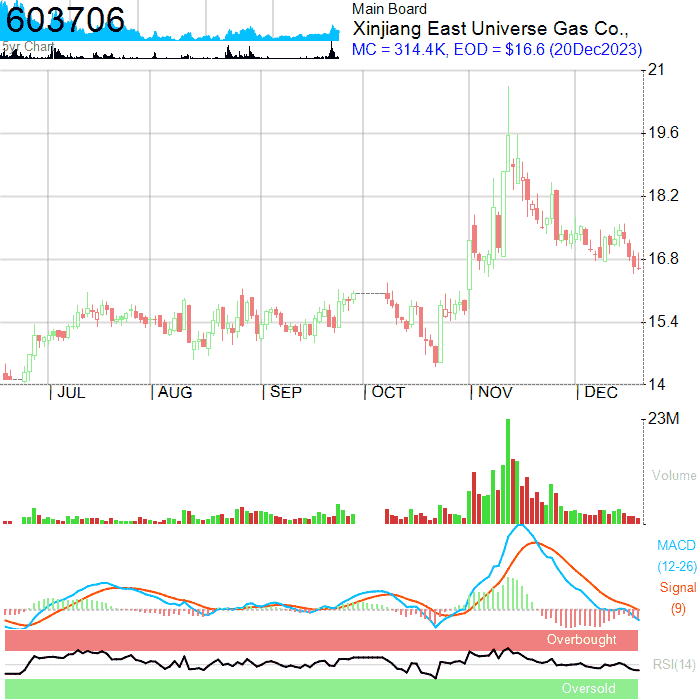 603706
5yr Chart
Main Board
Xinjiang East Universe Gas Co.,
MC = 314.4K, EOD = $16.6 (20Dec2023)
21
19.6
18.2
16.8
15.4
14
JUL
AUG
SEP
OCT
NOV
DEC
23M
Volume
MACD
(12-26)
Signal
(9)
Overbought
RSI(14)
Oversold